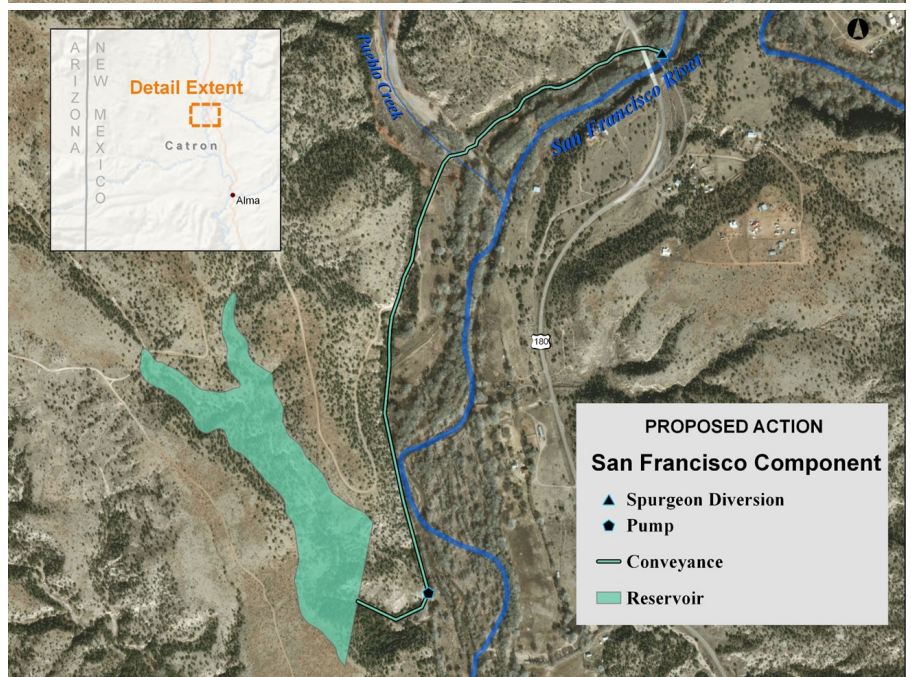 ARIZONA
NEW MEXICO
Detail Extent
Catron
Alma
Pueblo Creek
San Francisco River
180
PROPOSED ACTION
San Francisco Component
Spurgeon Diversion
Pump
Conveyance
Reservoir